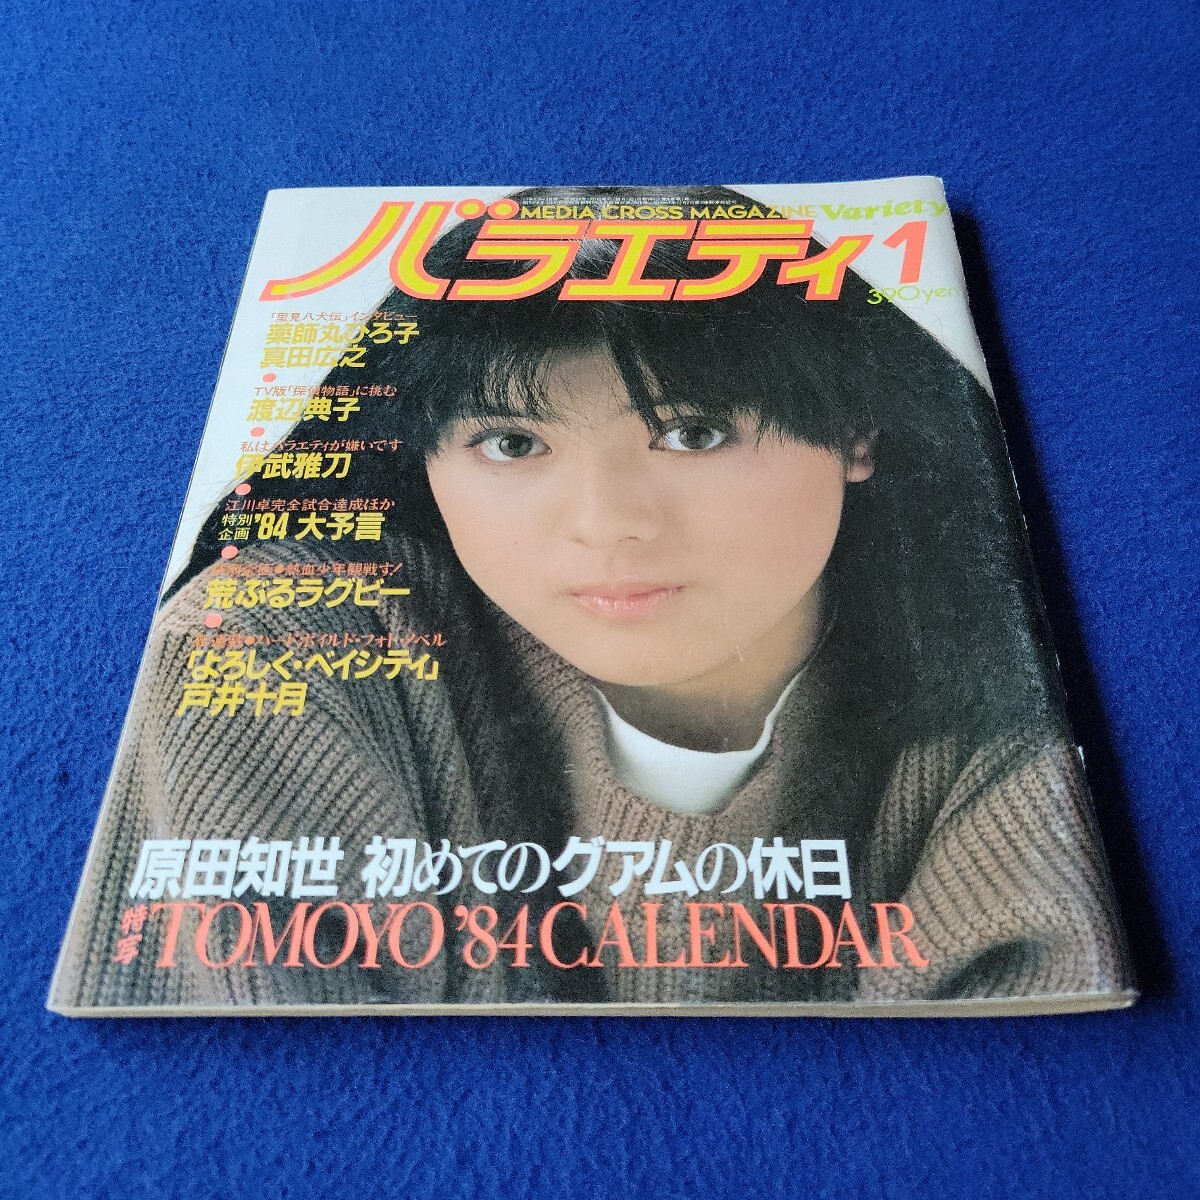 MEDIA CROSS MAGAZINE Variety
バラエティ1
390yen
「里見八犬伝」インタビュー
薬師丸ひろ子
真田広之
TV版「探偵物語」に挑む
渡辺典子
私はバラエティが嫌いです
伊武雅刀
江川卓完全試合達成ほか
特別企画 '84 大予言
熱血少年観戦す!
荒ぶるラグビー
ハードボイルド・フォト・ノベル
「よろしく・ベイシティ」
戸井十月
原田知世 初めてのグアムの休日
特写 TOMOYO '84 CALENDAR